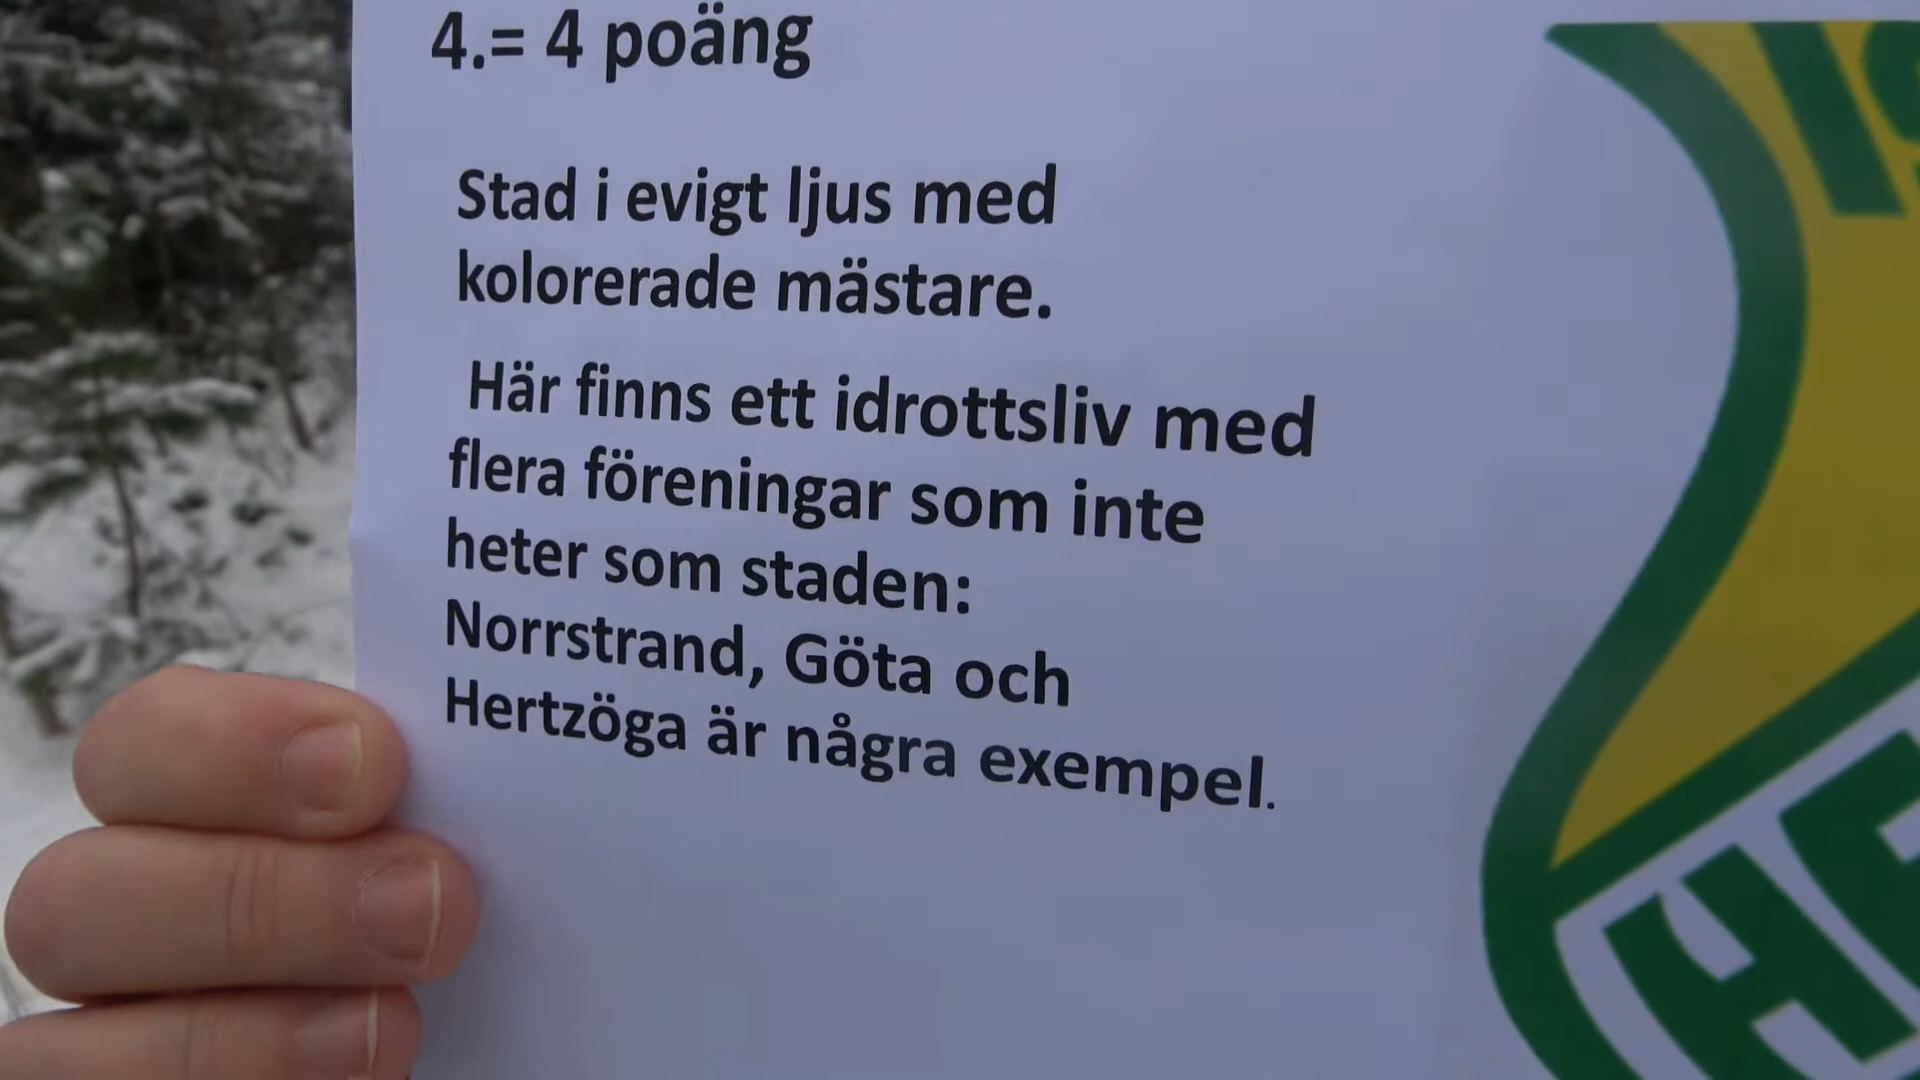 4.= 4 poäng
Stad i evigt ljus med
kolorerade mästare.
Här finns ett idrottsliv med
flera föreningar som inte
heter som staden:
Norrstrand, Göta och
Hertzöga är några exempel.